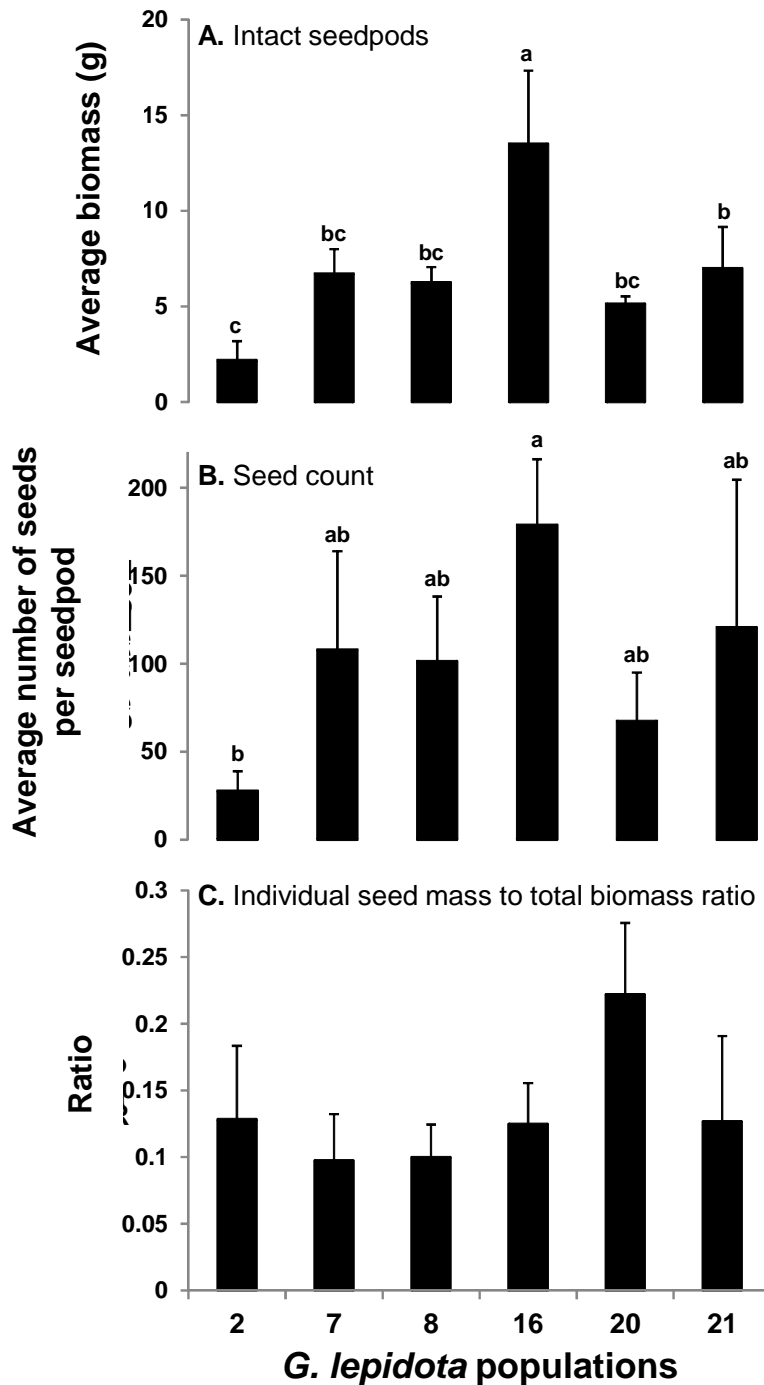 Average biomass (g)
20
15
10
5
0
A. Intact seedpods
c
bc
bc
a
bc
b
Average number of seeds
per seedpod
200
150
100
50
0
B. Seed count
b
ab
ab
a
ab
ab
Ratio
0.3
0.25
0.2
0.15
0.1
0.05
0
C. Individual seed mass to total biomass ratio
2 7 8 16 20 21
G. lepidota populations